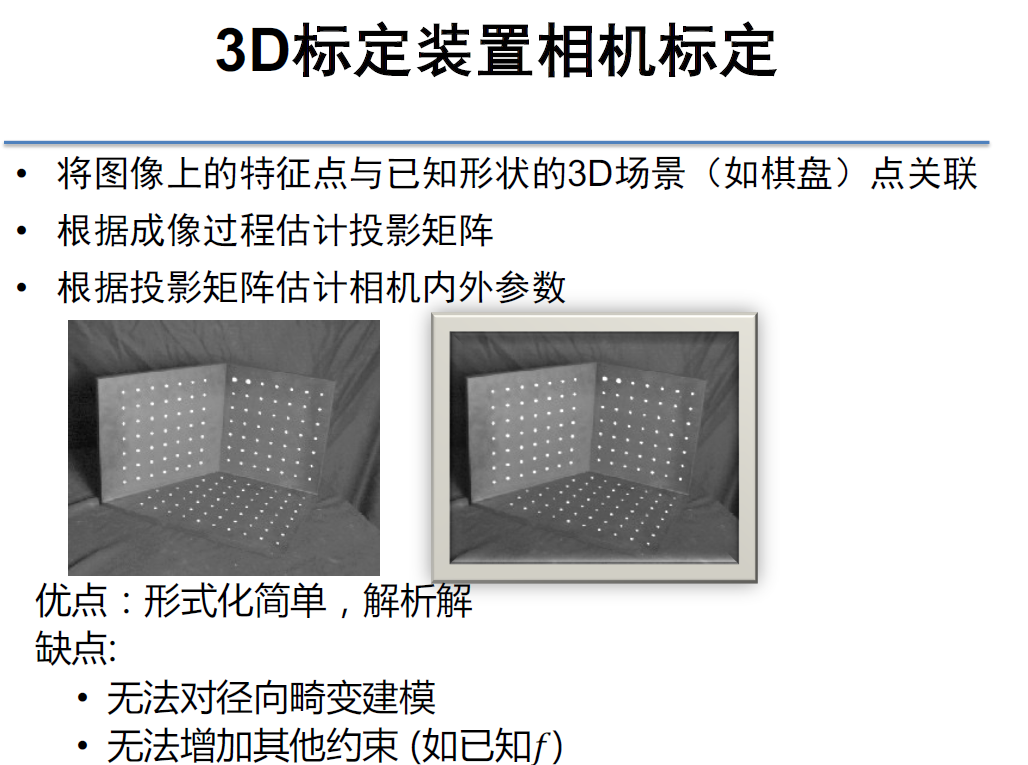 3D标定装置相机标定
• 将图像上的特征点与已知形状的3D场景（如棋盘）点关联
• 根据成像过程估计投影矩阵
• 根据投影矩阵估计相机内外参数
优点：形式化简单，解析解
缺点:
• 无法对径向畸变建模
• 无法增加其他约束 (如已知f)